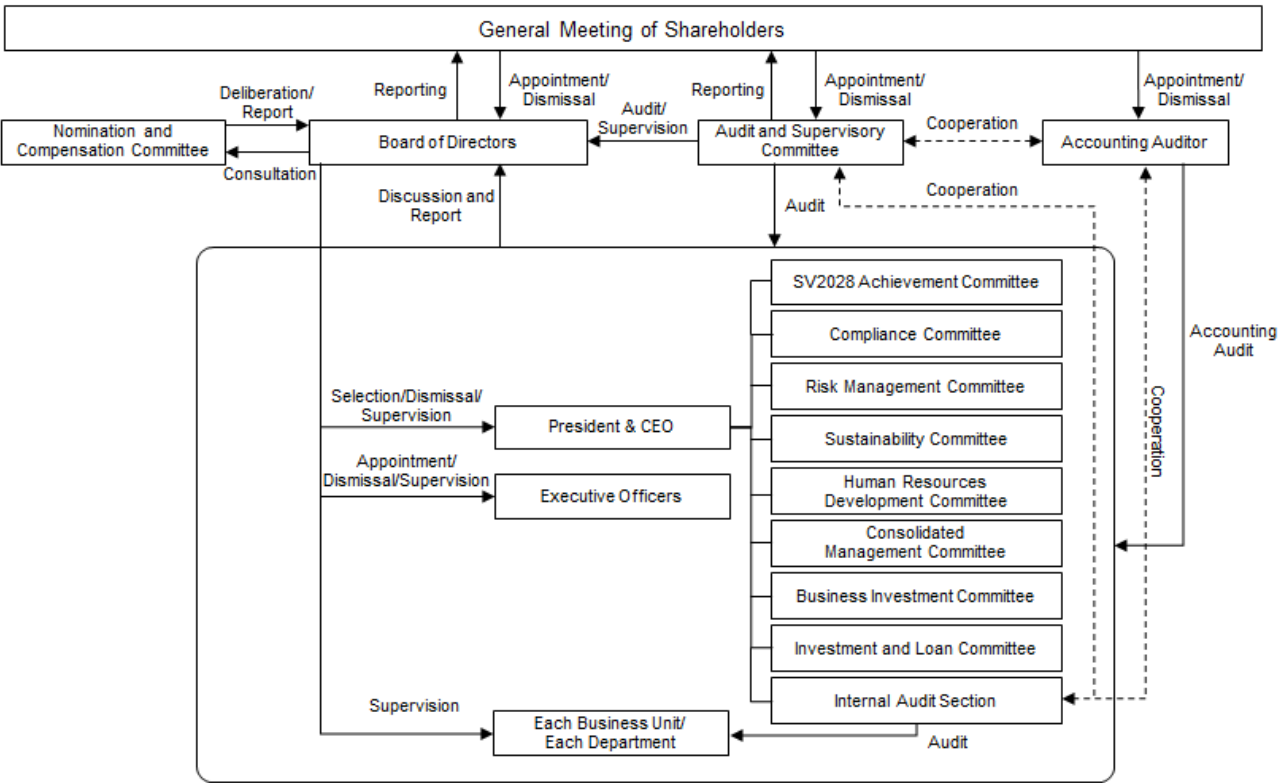 General Meeting of Shareholders
Reporting
Appointment/
Dismissal
Reporting
Appointment/
Dismissal
Appointment/
Dismissal
Deliberation/
Report
Audit/
Supervision
Cooperation
Nomination and
Compensation Committee
Board of Directors
Audit and Supervisory
Committee
Accounting Auditor
Consultation
Discussion and
Report
Audit
Cooperation
SV2028 Achievement Committee
Compliance Committee
Accounting
Audit
Risk Management Committee
Selection/Dismissal/
Supervision
President & CEO
Sustainability Committee
Cooperation
Appointment/
Dismissal/Supervision
Executive Officers
Human Resources
Development Committee
Consolidated
Management Committee
Business Investment Committee
Investment and Loan Committee
Internal Audit Section
Supervision
Each Business Unit/
Each Department
Audit